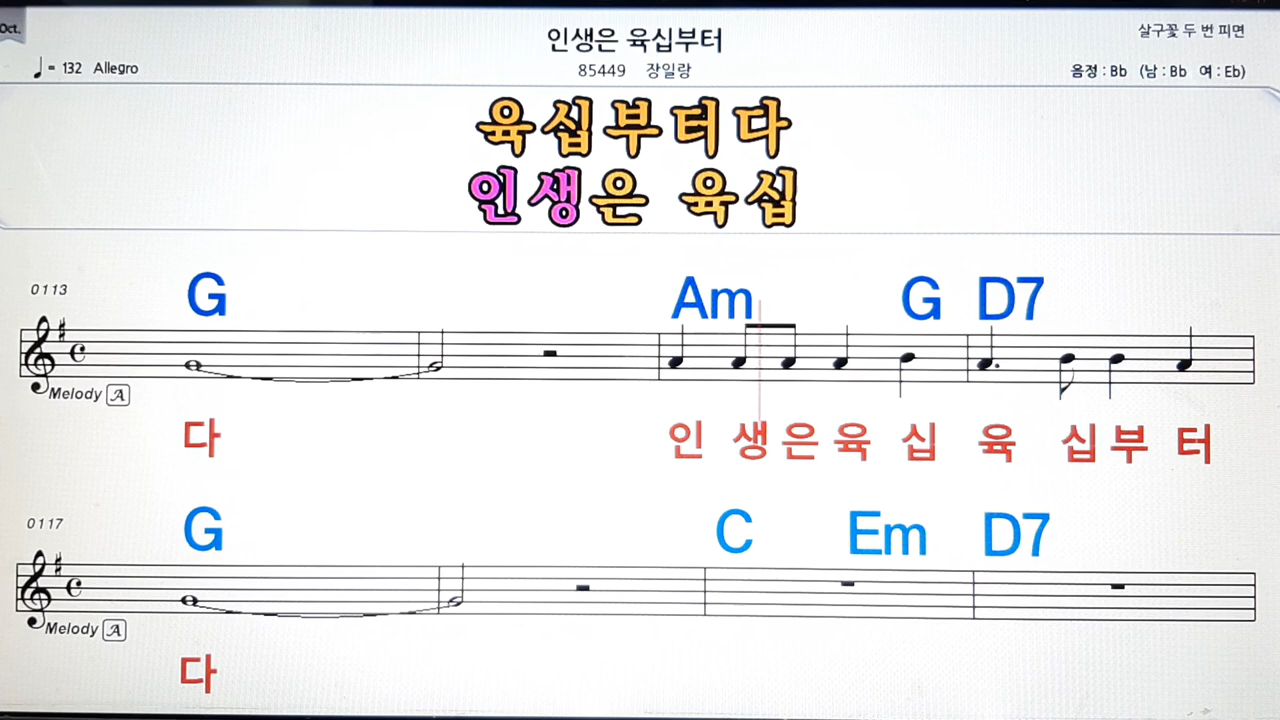 Oct.
인생은 육십부터
살구꽃 두 번 피면
♩ = 132 Allegro
85449 장일랑
음정 : Bb (남 : Bb 여 : Eb)
육십부터다
인생은 육십
0113
G Am G D7
Melody A
다 인 생 은 육 십 육 십 부 터
0117
G C Em D7
Melody A
다